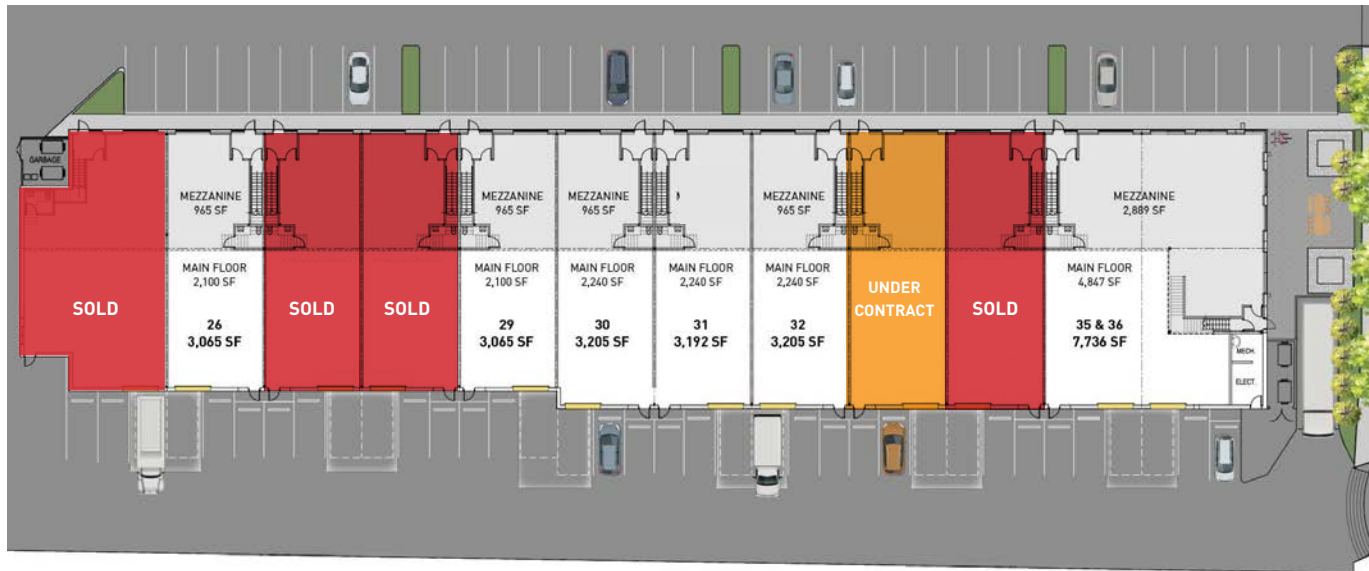 GARBAGE
MEZZANINE
965 SF
MEZZANINE
965 SF
MEZZANINE
965 SF
MEZZANINE
965 SF
MEZZANINE
2,889 SF
SOLD
MAIN FLOOR
2,100 SF
26
3,065 SF
SOLD
SOLD
MAIN FLOOR
2,100 SF
29
3,065 SF
MAIN FLOOR
2,240 SF
30
3,205 SF
MAIN FLOOR
2,240 SF
31
3,192 SF
MAIN FLOOR
2,240 SF
32
3,205 SF
UNDER
CONTRACT
SOLD
MAIN FLOOR
4,847 SF
35 & 36
7,736 SF
MECH.
ELECT.